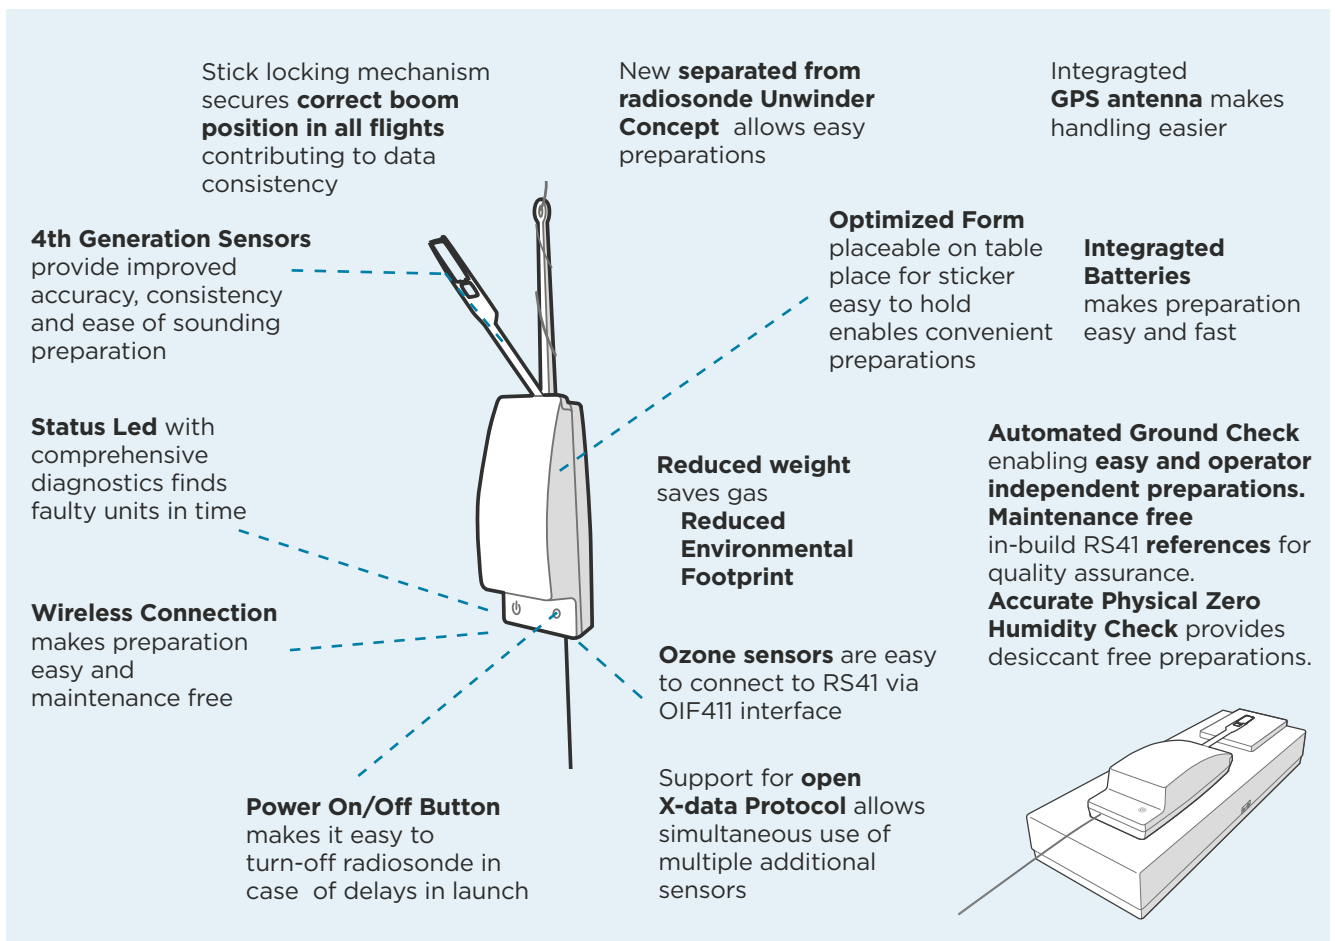 Stick locking mechanism
secures correct boom
position in all flights
contributing to data
consistency
New separated from
radiosonde Unwinder
Concept  allows easy
preparations
Integragted
GPS antenna makes
handling easier
4th Generation Sensors
provide improved
accuracy, consistency
and ease of sounding
preparation
Optimized Form
placeable on table
place for sticker
easy to hold
enables convenient
preparations
Integragted
Batteries
makes preparation
easy and fast
Status Led with
comprehensive
diagnostics finds
faulty units in time
Reduced weight
saves gas
Reduced
Environmental
Footprint
Automated Ground Check
enabling easy and operator
independent preparations.
Maintenance free
in-build RS41 references for
quality assurance.
Accurate Physical Zero
Humidity Check provides
desiccant free preparations.
Wireless Connection
makes preparation
easy and
maintenance free
Ozone sensors are easy
to connect to RS41 via
OIF411 interface
Power On/Off Button
makes it easy to
turn-off radiosonde in
case  of delays in launch
Support for open
X-data Protocol allows
simultaneous use of
multiple additional
sensors